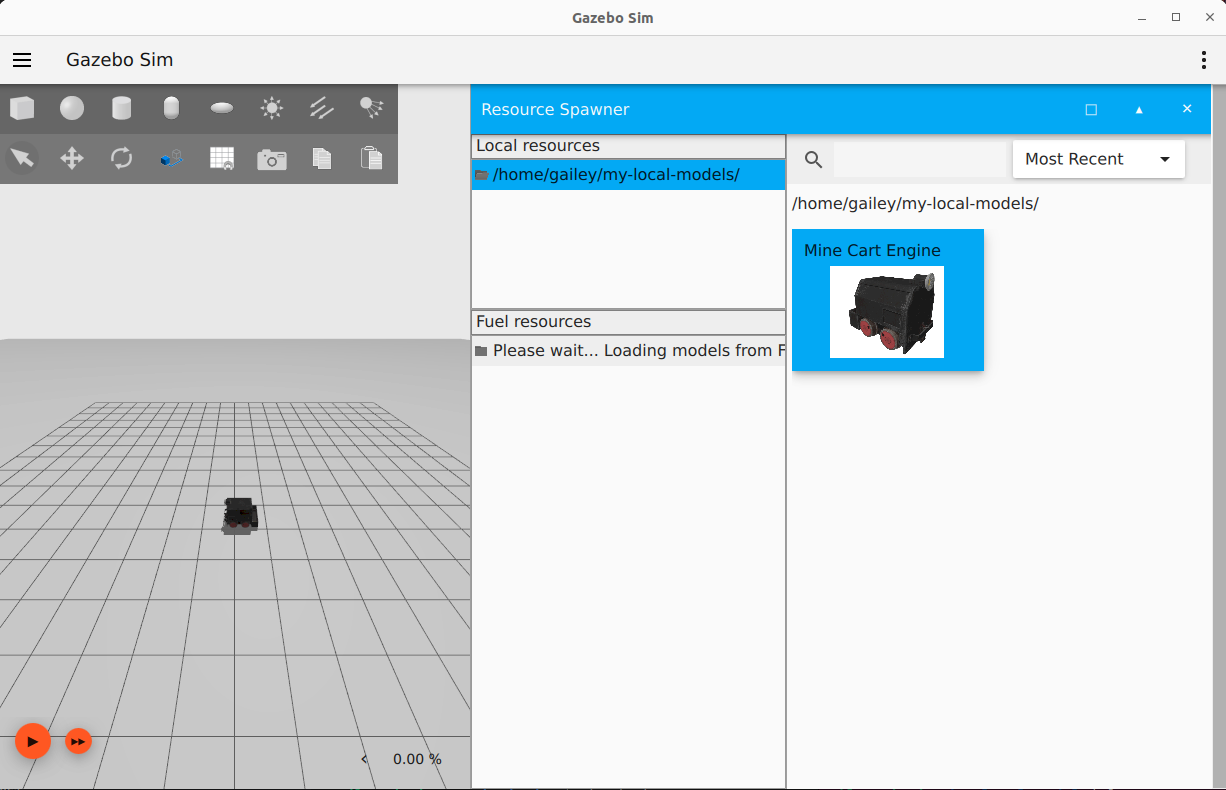 Gazebo Sim
Gazebo Sim
Resource Spawner
Local resources
/home/gailey/my-local-models/
Most Recent
/home/gailey/my-local-models/
Mine Cart Engine
Fuel resources
Please wait... Loading models from F
0.00 %